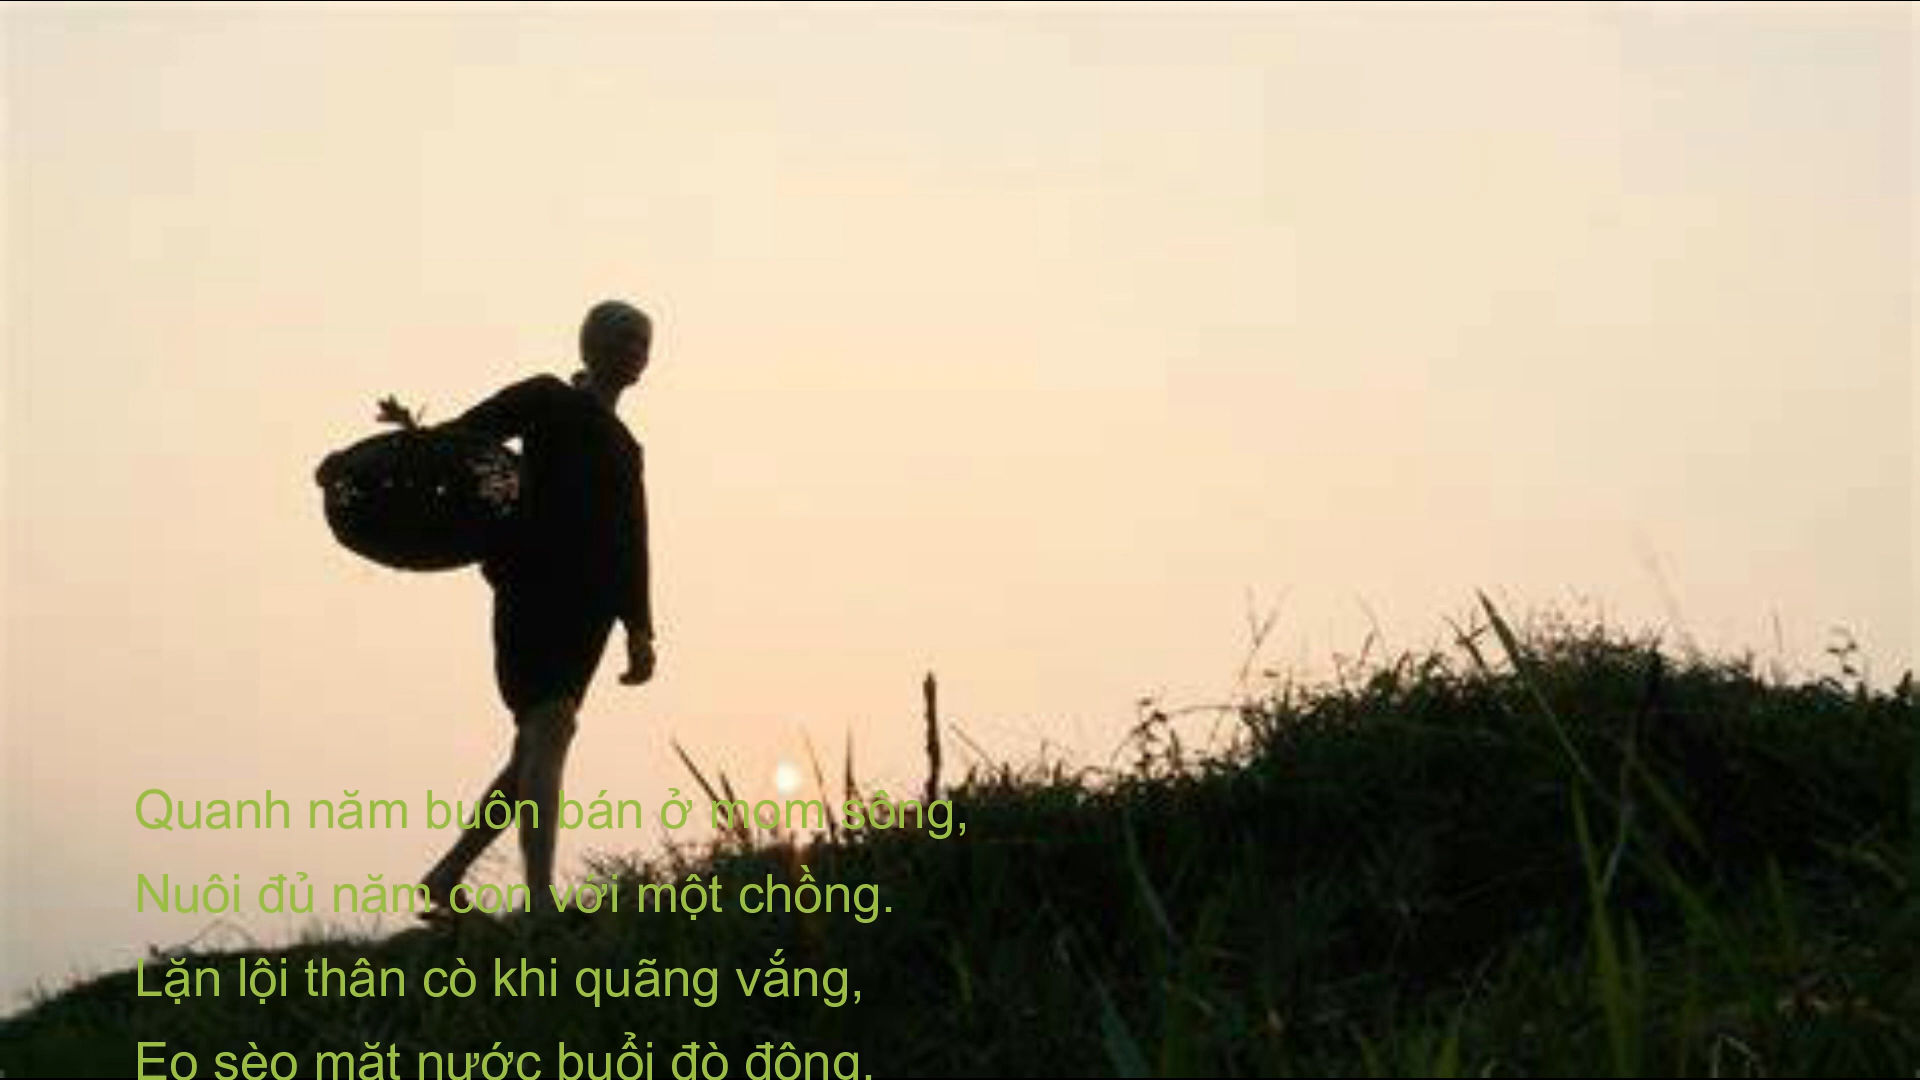 Quanh năm buôn bán ở mom sông,
Nuôi đủ năm con với một chồng.
Lặn lội thân cò khi quãng vắng,
Eo sèo mặt nước buổi đò đông.